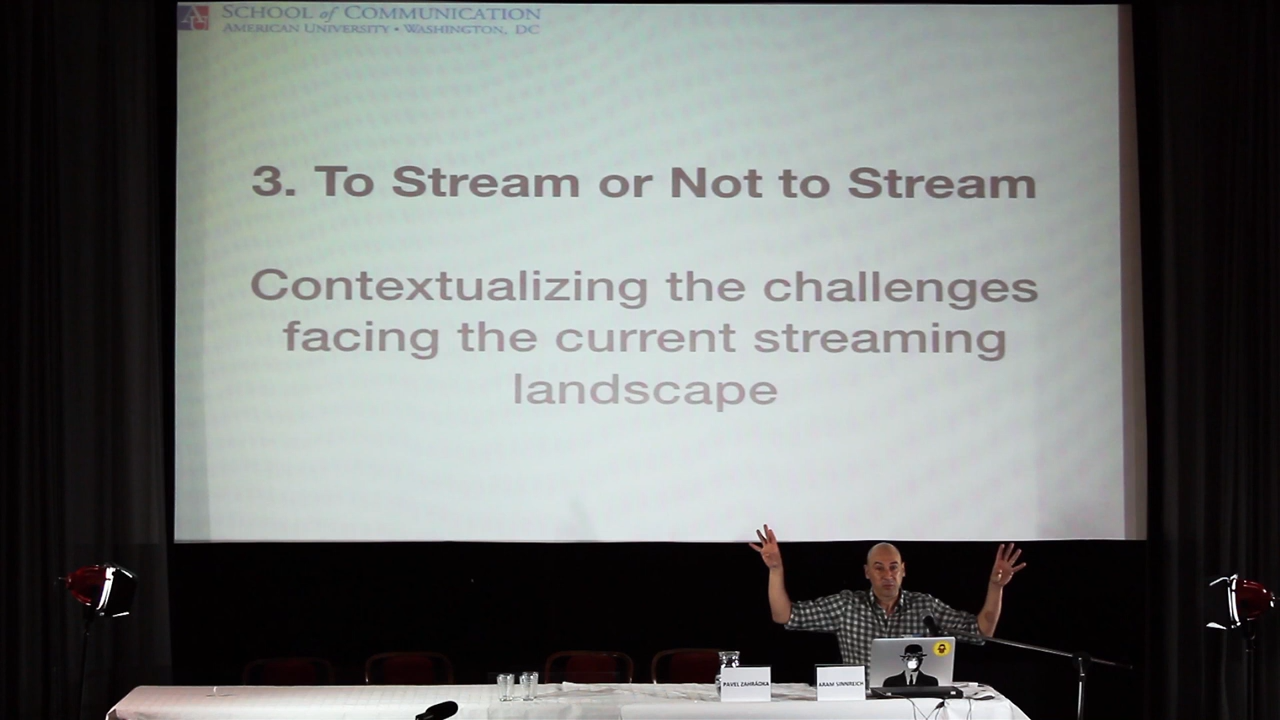 SCHOOL of COMMUNICATION
AMERICAN UNIVERSITY • WASHINGTON, DC
3. To Stream or Not to Stream
Contextualizing the challenges
facing the current streaming
landscape
PAVEL ZAHRÁDKA
ARAM SINNREICH